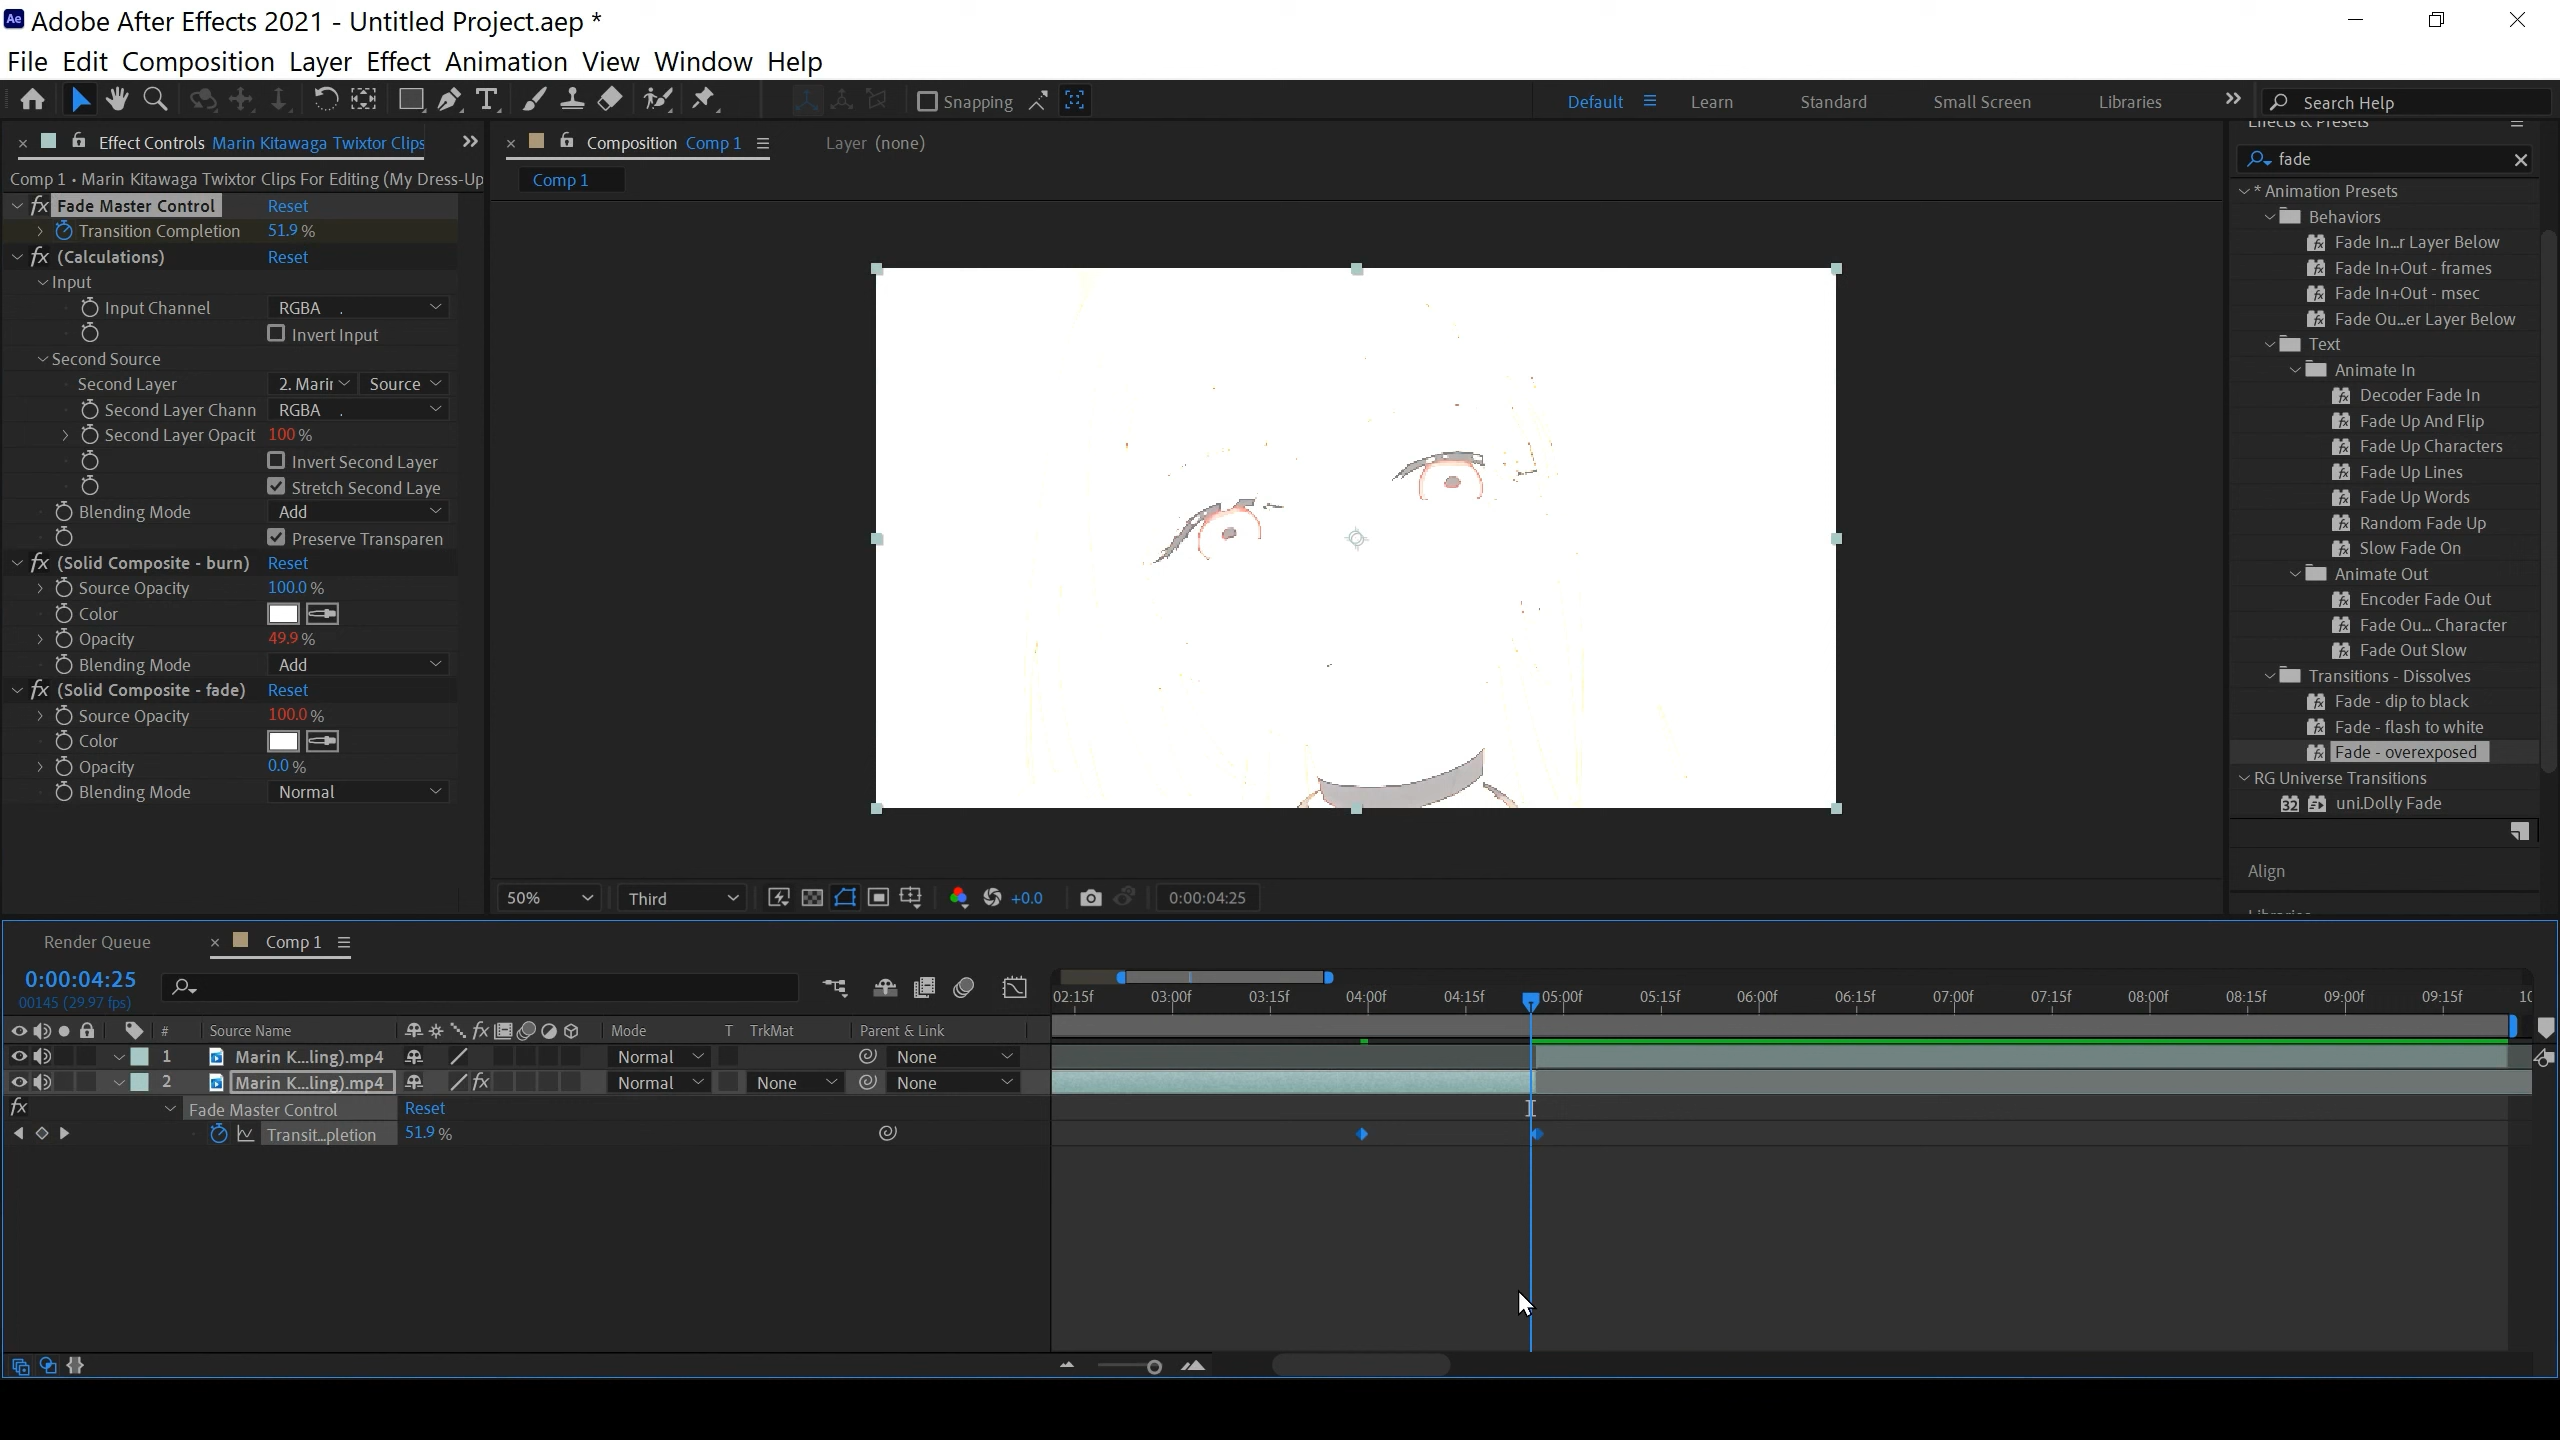 Adobe After Effects 2021 - Untitled Project.aep *
File Edit Composition Layer Effect Animation View Window Help
Snapping
Default
Learn
Standard
Small Screen
Libraries
Search Help
Effect Controls Marin Kitawaga Twixtor Clips
Comp 1 • Marin Kitawaga Twixtor Clips For Editing (My Dress-Up
fx Fade Master Control Reset
Transition Completion 51.9 %
fx (Calculations) Reset
Input
Input Channel RGBA .
Invert Input
Second Source
Second Layer 2. Marir Source
Second Layer Chann RGBA .
Second Layer Opacit 100 %
Invert Second Layer
Stretch Second Laye
Blending Mode Add
Preserve Transparen
fx (Solid Composite - burn) Reset
Source Opacity 100.0 %
Color
Opacity 49.9 %
Blending Mode Add
fx (Solid Composite - fade) Reset
Source Opacity 100.0 %
Color
Opacity 0.0 %
Blending Mode Normal
Composition Comp 1
Layer (none)
Comp 1
50%
Third
+0.0
0:00:04:25
Effects & Presets
fade
* Animation Presets
Behaviors
Fade In...r Layer Below
Fade In+Out - frames
Fade In+Out - msec
Fade Ou...er Layer Below
Text
Animate In
Decoder Fade In
Fade Up And Flip
Fade Up Characters
Fade Up Lines
Fade Up Words
Random Fade Up
Slow Fade On
Animate Out
Encoder Fade Out
Fade Ou... Character
Fade Out Slow
Transitions - Dissolves
Fade - dip to black
Fade - flash to white
Fade - overexposed
RG Universe Transitions
32 uni.Dolly Fade
Align
Libraries
Render Queue
Comp 1
0:00:04:25
00145 (29.97 fps)
02:15f 03:00f 03:15f 04:00f 04:15f 05:00f 05:15f 06:00f 06:15f 07:00f 07:15f 08:00f 08:15f 09:00f 09:15f 10
# Source Name fx Mode T TrkMat Parent & Link
1 Marin K...ling).mp4 Normal None
2 Marin K...ling).mp4 fx Normal None None
fx Fade Master Control Reset
Transit...pletion 51.9 %